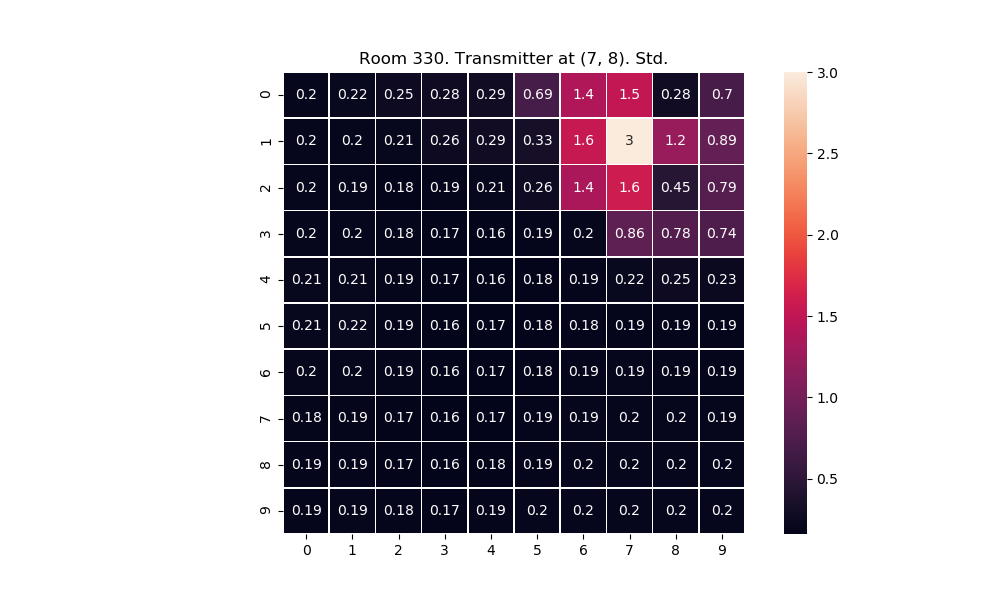 Room 330. Transmitter at (7, 8). Std.
0 0.2 0.22 0.25 0.28 0.29 0.69 1.4 1.5 0.28 0.7
1 0.2 0.2 0.21 0.26 0.29 0.33 1.6 3 1.2 0.89
2 0.2 0.19 0.18 0.19 0.21 0.26 1.4 1.6 0.45 0.79
3 0.2 0.2 0.18 0.17 0.16 0.19 0.2 0.86 0.78 0.74
4 0.21 0.21 0.19 0.17 0.16 0.18 0.19 0.22 0.25 0.23
5 0.21 0.22 0.19 0.16 0.17 0.18 0.18 0.19 0.19 0.19
6 0.2 0.2 0.19 0.16 0.17 0.18 0.19 0.19 0.19 0.19
7 0.18 0.19 0.17 0.16 0.17 0.19 0.19 0.2 0.2 0.19
8 0.19 0.19 0.17 0.16 0.18 0.19 0.2 0.2 0.2 0.2
9 0.19 0.19 0.18 0.17 0.19 0.2 0.2 0.2 0.2 0.2
0 1 2 3 4 5 6 7 8 9
3.0
2.5
2.0
1.5
1.0
0.5